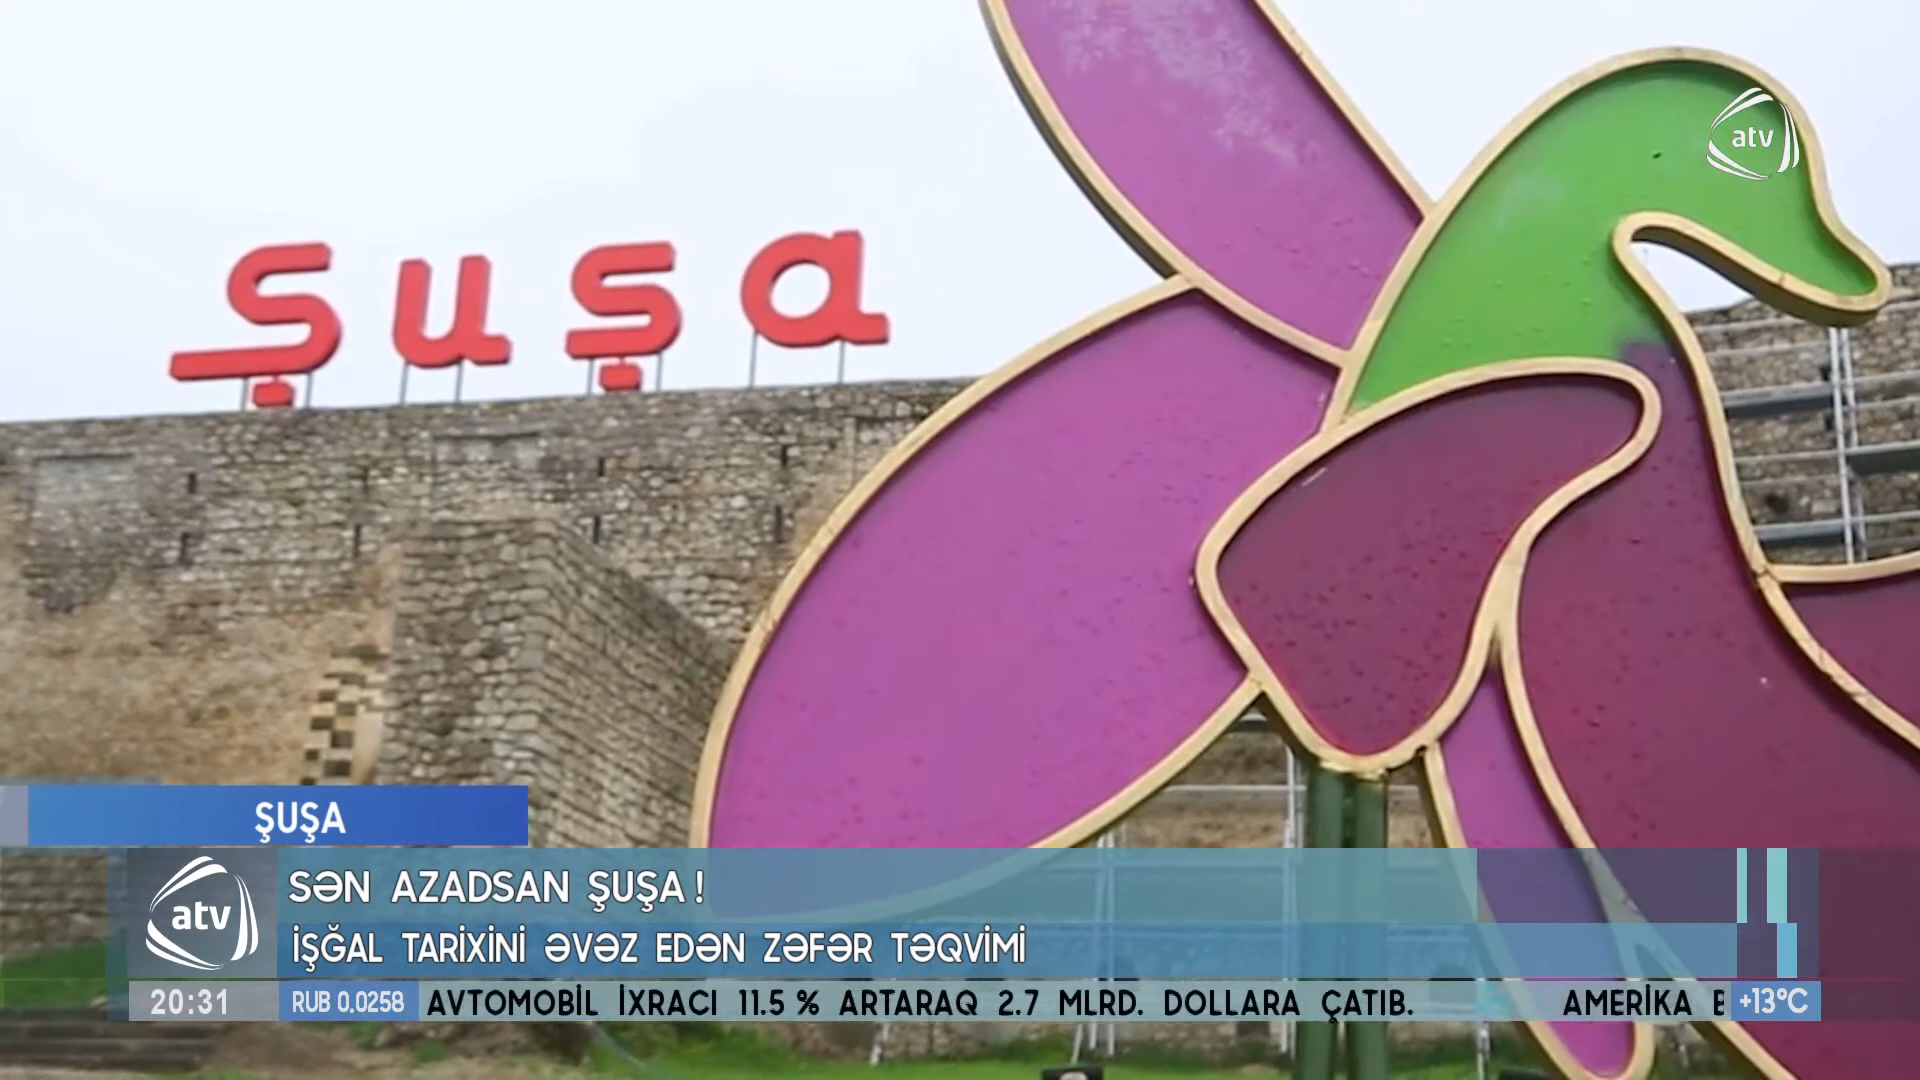 atv
Şuşa
ŞUŞA
atv
SƏN AZADSAN ŞUŞA!
İŞĞAL TARİXİNİ ƏVƏZ EDƏN ZƏFƏR TƏQVİMİ
20:31 RUB 0.0258 AVTOMOBİL İXRACI 11.5 % ARTARAQ 2.7 MLRD. DOLLARA ÇATIB. AMERİKA +13°C